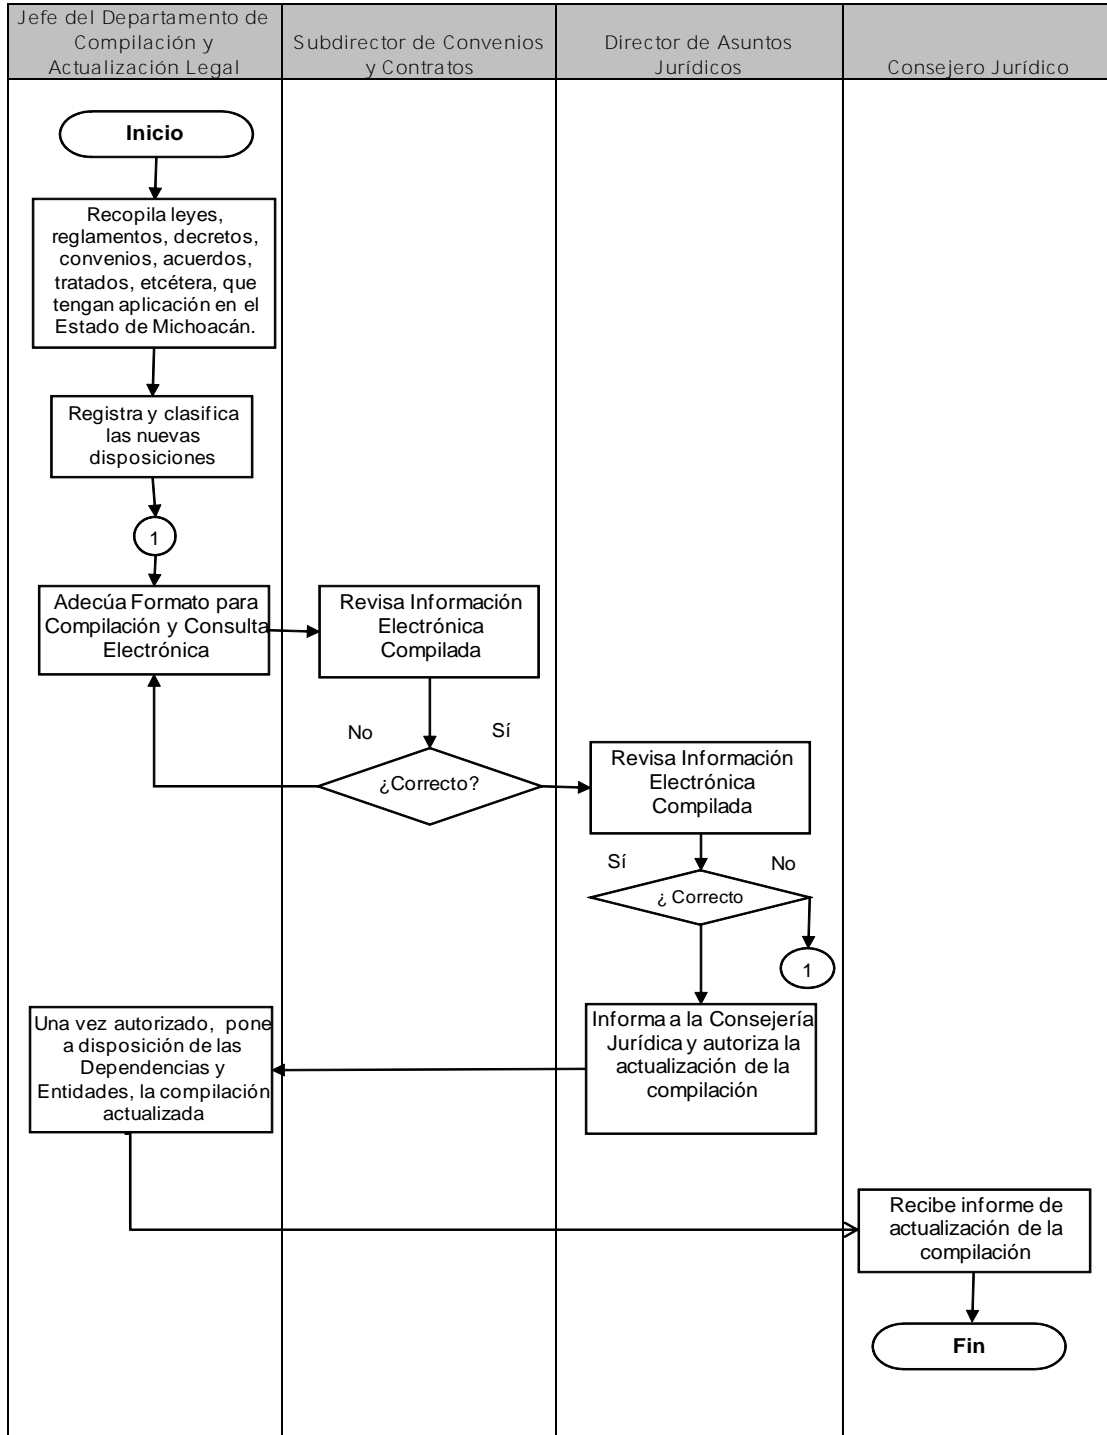 Jefe del Departamento de
Compilación y
Actualización Legal
Subdirector de Convenios
y Contratos
Director de Asuntos
Jurídicos
Consejero Jurídico
Inicio
Recopila leyes,
reglamentos, decretos,
convenios, acuerdos,
tratados, etcétera, que
tengan aplicación en el
Estado de Michoacán.
Registra y clasifica
las nuevas
disposiciones
1
Adecúa Formato para
Compilación y Consulta
Electrónica
Revisa Información
Electrónica
Compilada
No
Sí
¿Correcto?
Revisa Información
Electrónica
Compilada
Sí
No
¿ Correcto
1
Informa a la Consejería
Jurídica y autoriza la
actualización de la
compilación
Una vez autorizado, pone
a disposición de las
Dependencias y
Entidades, la compilación
actualizada
Recibe informe de
actualización de la
compilación
Fin